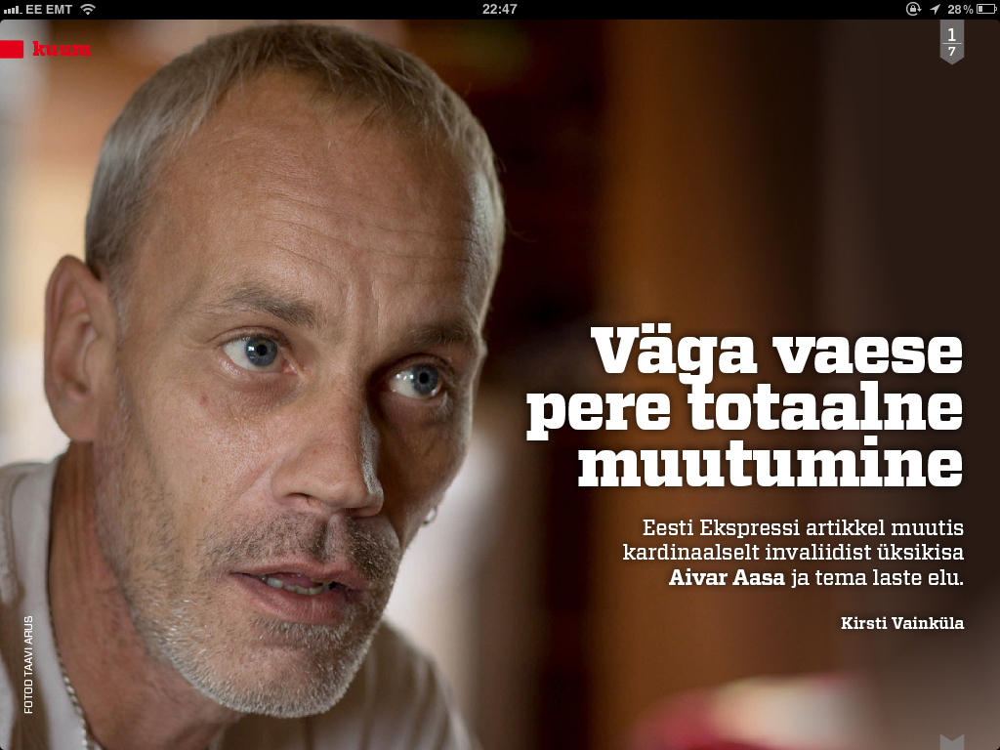 EE EMT 22:47 28%
kuum
1
7
Väga vaese
pere totaalne
muutumine
Eesti Ekspressi artikkel muutis
kardinaalselt invaliidist üksikisa
Aivar Aasa ja tema laste elu.
Kirsti Vainküla
FOTOD TAAVI ARUS